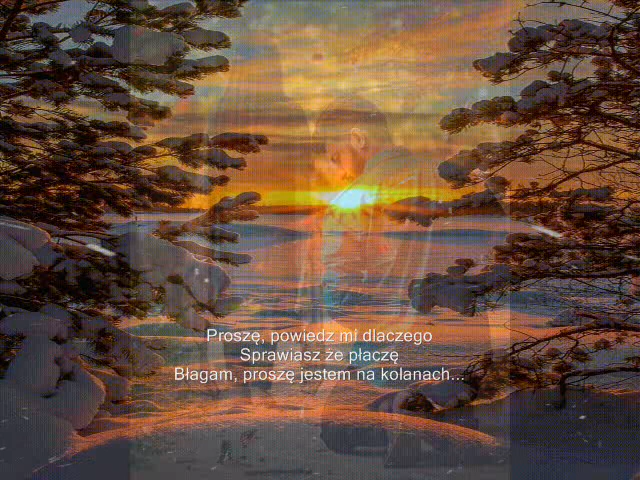 Proszę, powiedz mi dlaczego
Sprawiasz że płaczę
Błagam, proszę jestem na kolanach...